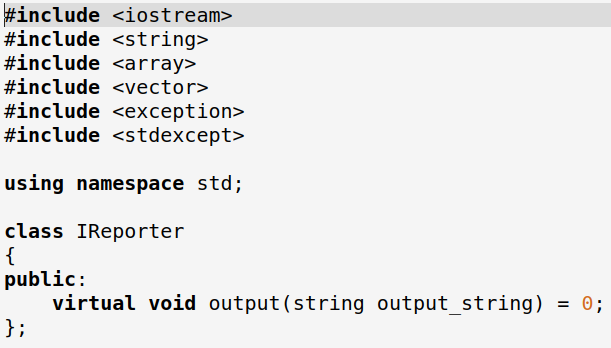 #include <iostream>
#include <string>
#include <array>
#include <vector>
#include <exception>
#include <stdexcept>

using namespace std;

class IReporter
{
public:
    virtual void output(string output_string) = 0;
};